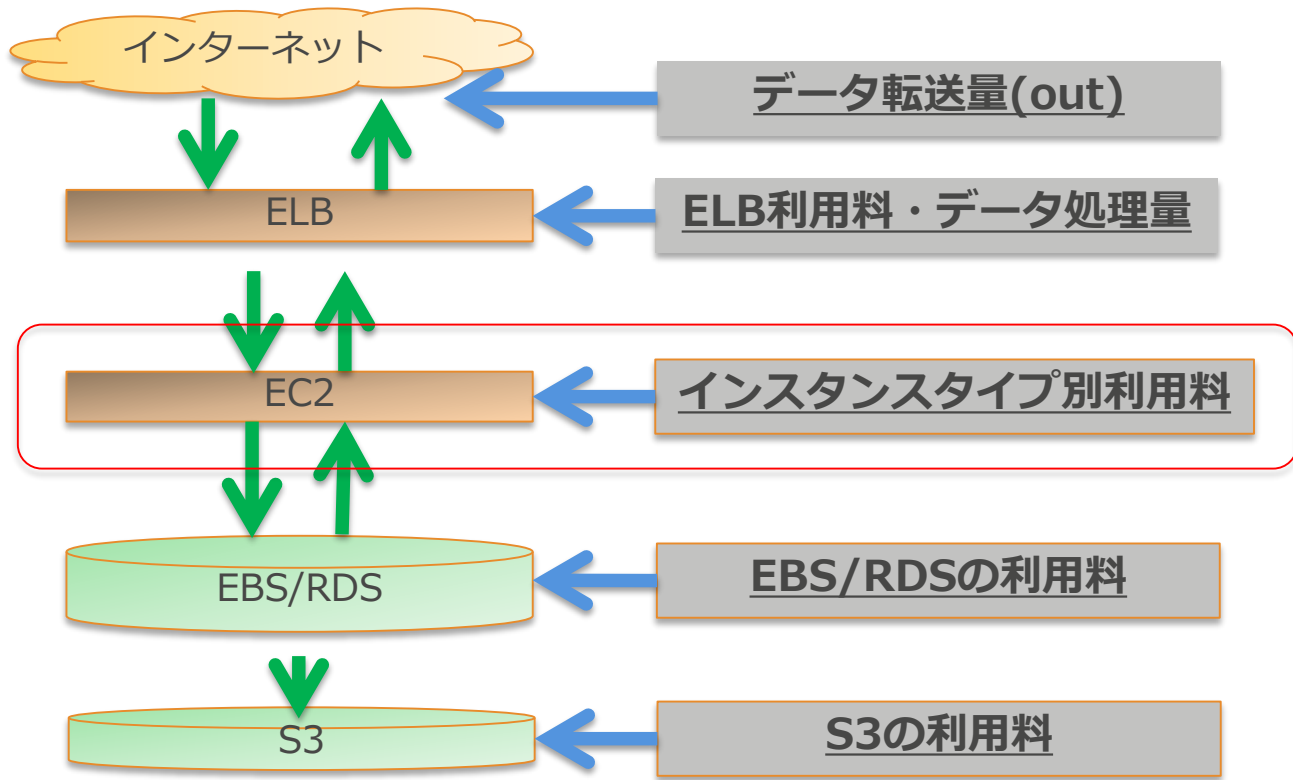 インターネット
データ転送量(out)
ELB
ELB利用料・データ処理量
EC2
インスタンスタイプ別利用料
EBS/RDS
EBS/RDSの利用料
S3
S3の利用料